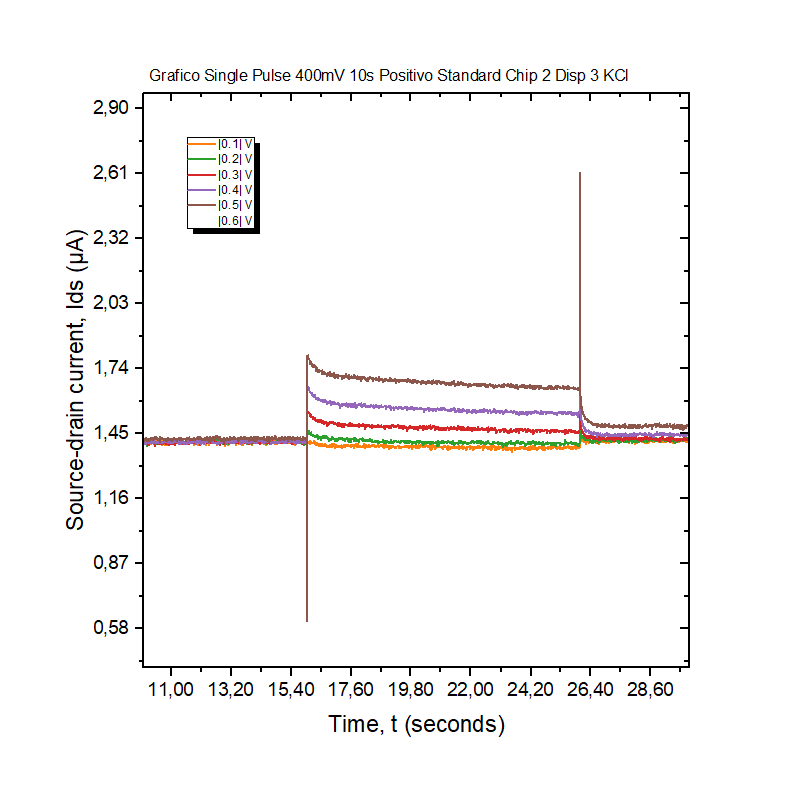 Grafico Single Pulse 400mV 10s Positivo Standard Chip 2 Disp 3 KCl
2,90
2,61
2,32
2,03
1,74
1,45
1,16
0,87
0,58
Source-drain current, Ids (µA)
|0.1| V
|0.2| V
|0.3| V
|0.4| V
|0.5| V
|0.6| V
11,00 13,20 15,40 17,60 19,80 22,00 24,20 26,40 28,60
Time, t (seconds)